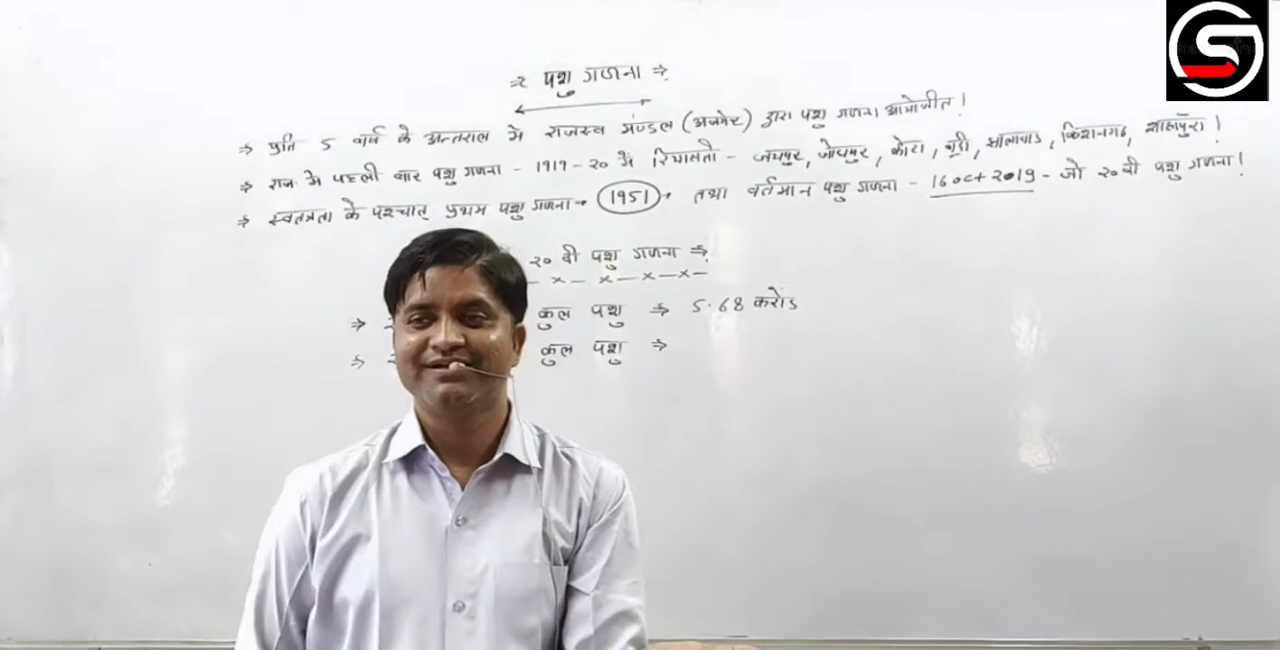 ⇒ पशु गणना ⇒
⇒ प्रति 5 वर्ष के अन्तराल में राजस्व मण्डल (अजमेर) द्वारा पशु गणना आयोजीत!
⇒ राज. में पहली बार पशु गणना - 1919-20 में रियासतो - जयपुर, जोधपुर, कोटा, बूंदी, झालावाड, किशनगढ, शाहपुरा!
⇒ स्वतंत्रता के पश्चात् प्रथम पशु गणना → 1951 → तथा वर्तमान पशु गणना - 16 oct 2019 - जो 20वी पशु गणना!
20 वी पशु गणना ⇒
⇒ कुल पशु ⇒ 5.68 करोड
⇒ कुल पशु ⇒